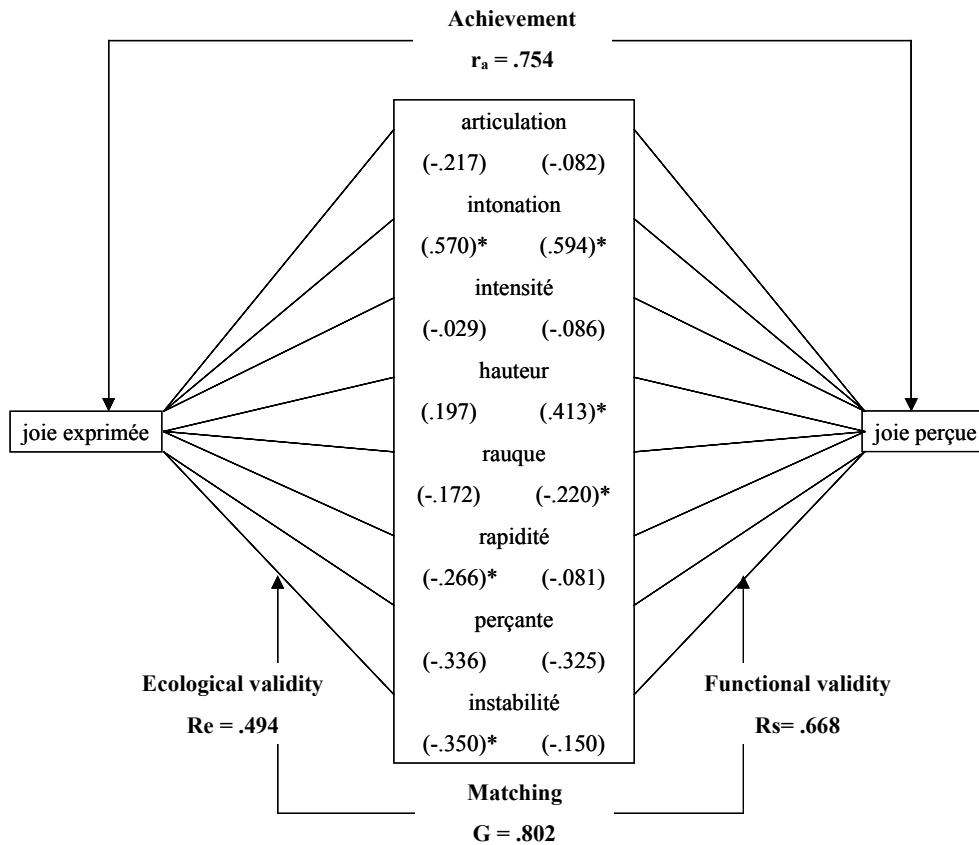 Achievement
rₐ = .754
articulation
(-.217) (-.082)
intonation
(.570)* (.594)*
intensité
(-.029) (-.086)
hauteur
(.197) (.413)*
joie exprimée
joie perçue
rauque
(-.172) (-.220)*
rapidité
(-.266)* (-.081)
perçante
(-.336) (-.325)
Ecological validity
Re = .494
Functional validity
Rs= .668
instabilité
(-.350)* (-.150)
Matching
G = .802